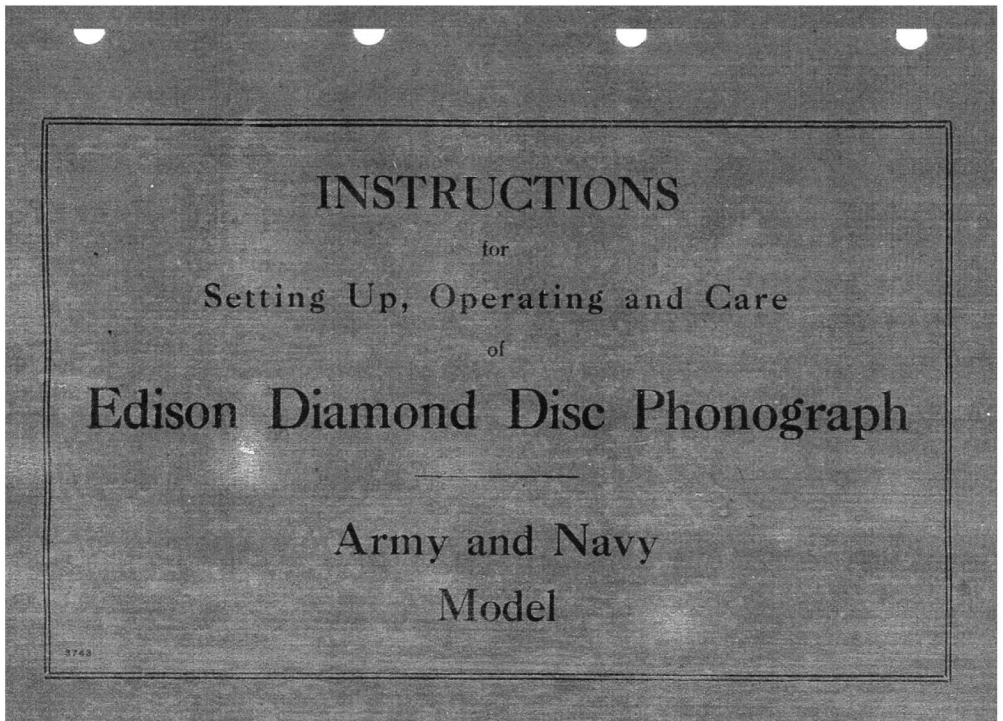 INSTRUCTIONS
for
Setting Up, Operating and Care
of
Edison Diamond Disc Phonograph
Army and Navy
Model
3743